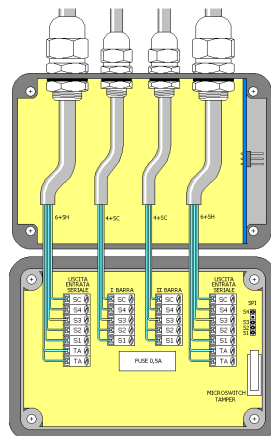 6+SH
4+SC
4+SC
6+SH
USCITA
ENTRATA
SERIALE
I BARRA
II BARRA
USCITA
ENTRATA
SERIALE
SC
S4
S3
S2
S1
TA
TA
SC
S4
S3
S2
S1
SC
S4
S3
S2
S1
SC
S4
S3
S2
S1
TA
TA
SPI
S4
S3
S2
S1
FUSE 0,5A
MICROSWITCH
TAMPER